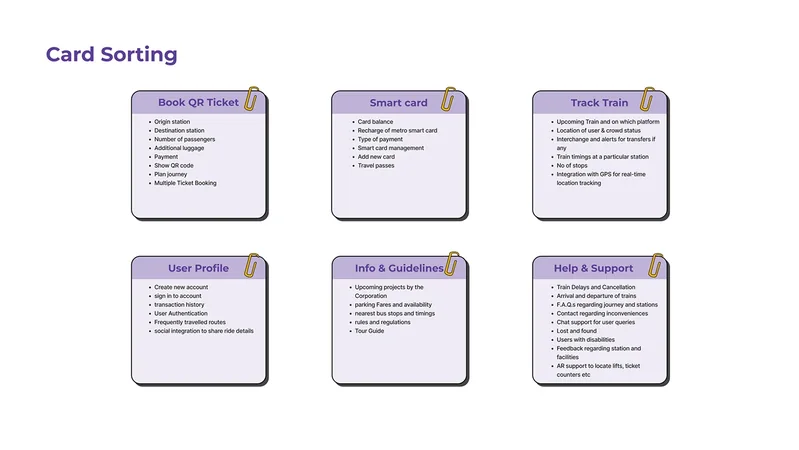 Card Sorting
Book QR Ticket
Origin station
Destination station
Number of passengers
Additional luggage
Payment
Show QR code
Plan journey
Multiple Ticket Booking
Smart card
Card balance
Recharge of metro smart card
Type of payment
Smart card management
Add new card
Travel passes
Track Train
Upcoming Train and on which platform
Location of user & crowd status
Interchange and alerts for transfers if
any
Train timings at a particular station
No of stops
Integration with GPS for real-time
location tracking
User Profile
Create new account
sign in to account
transaction history
User Authentication
Frequently travelled routes
social integration to share ride details
Info & Guidelines
Upcoming projects by the
Corporation
parking Fares and availability
nearest bus stops and timings
rules and regulations
Tour Guide
Help & Support
Train Delays and Cancellation
Arrival and departure of trains
F.A.Q.s regarding journey and stations
Contact regarding inconveniences
Chat support for user queries
Lost and found
Users with disabilities
Feedback regarding station and
facilities
AR support to locate lifts, ticket
counters etc